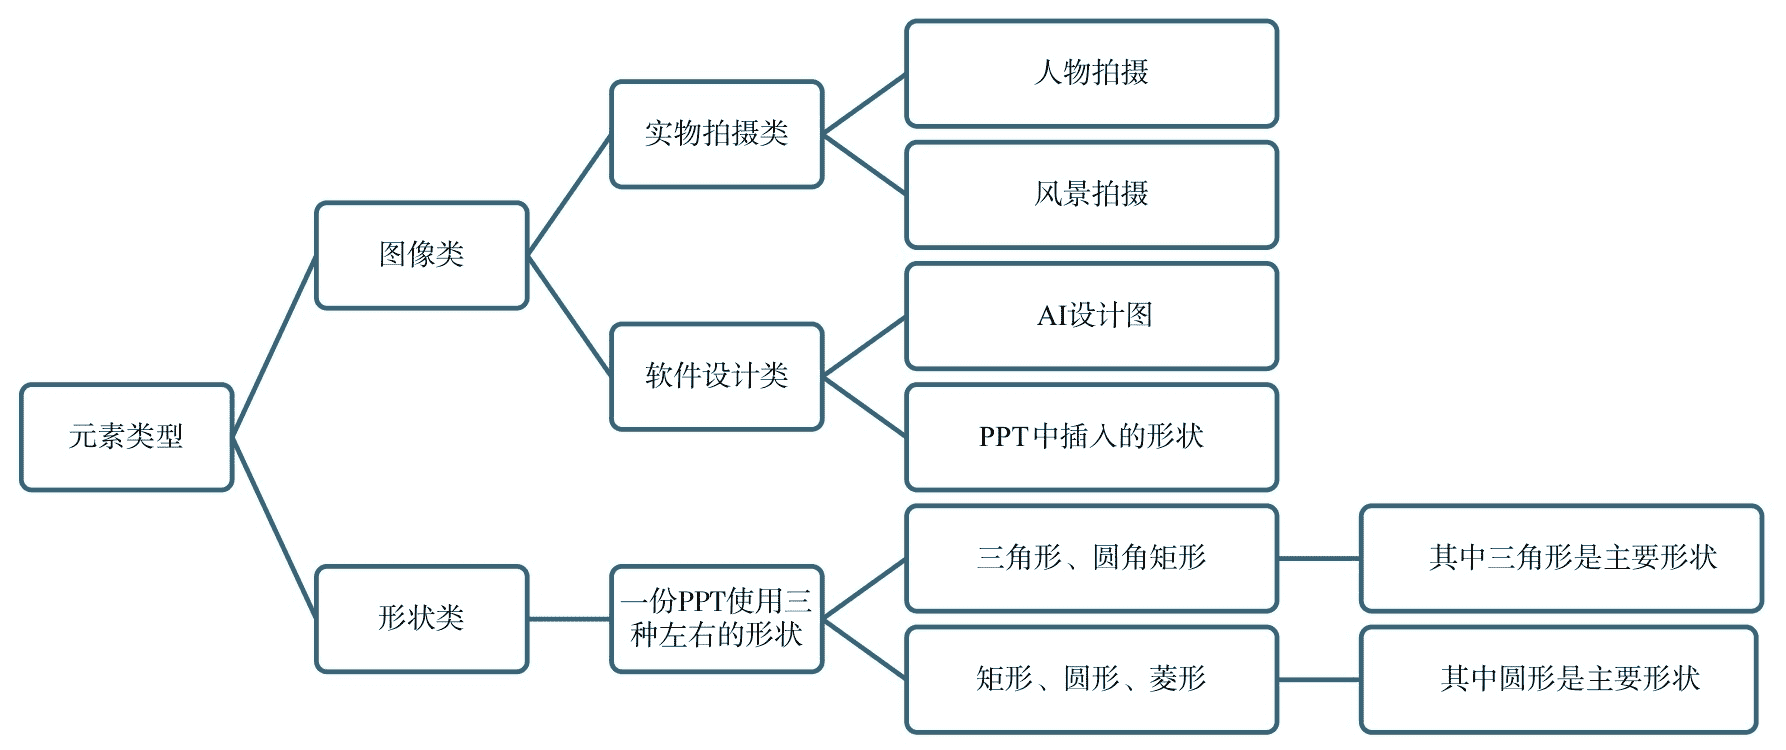 人物拍摄
实物拍摄类
风景拍摄
图像类
AI设计图
软件设计类
PPT中插入的形状
元素类型
三角形、圆角矩形
其中三角形是主要形状
形状类
一份PPT使用三
种左右的形状
矩形、圆形、菱形
其中圆形是主要形状